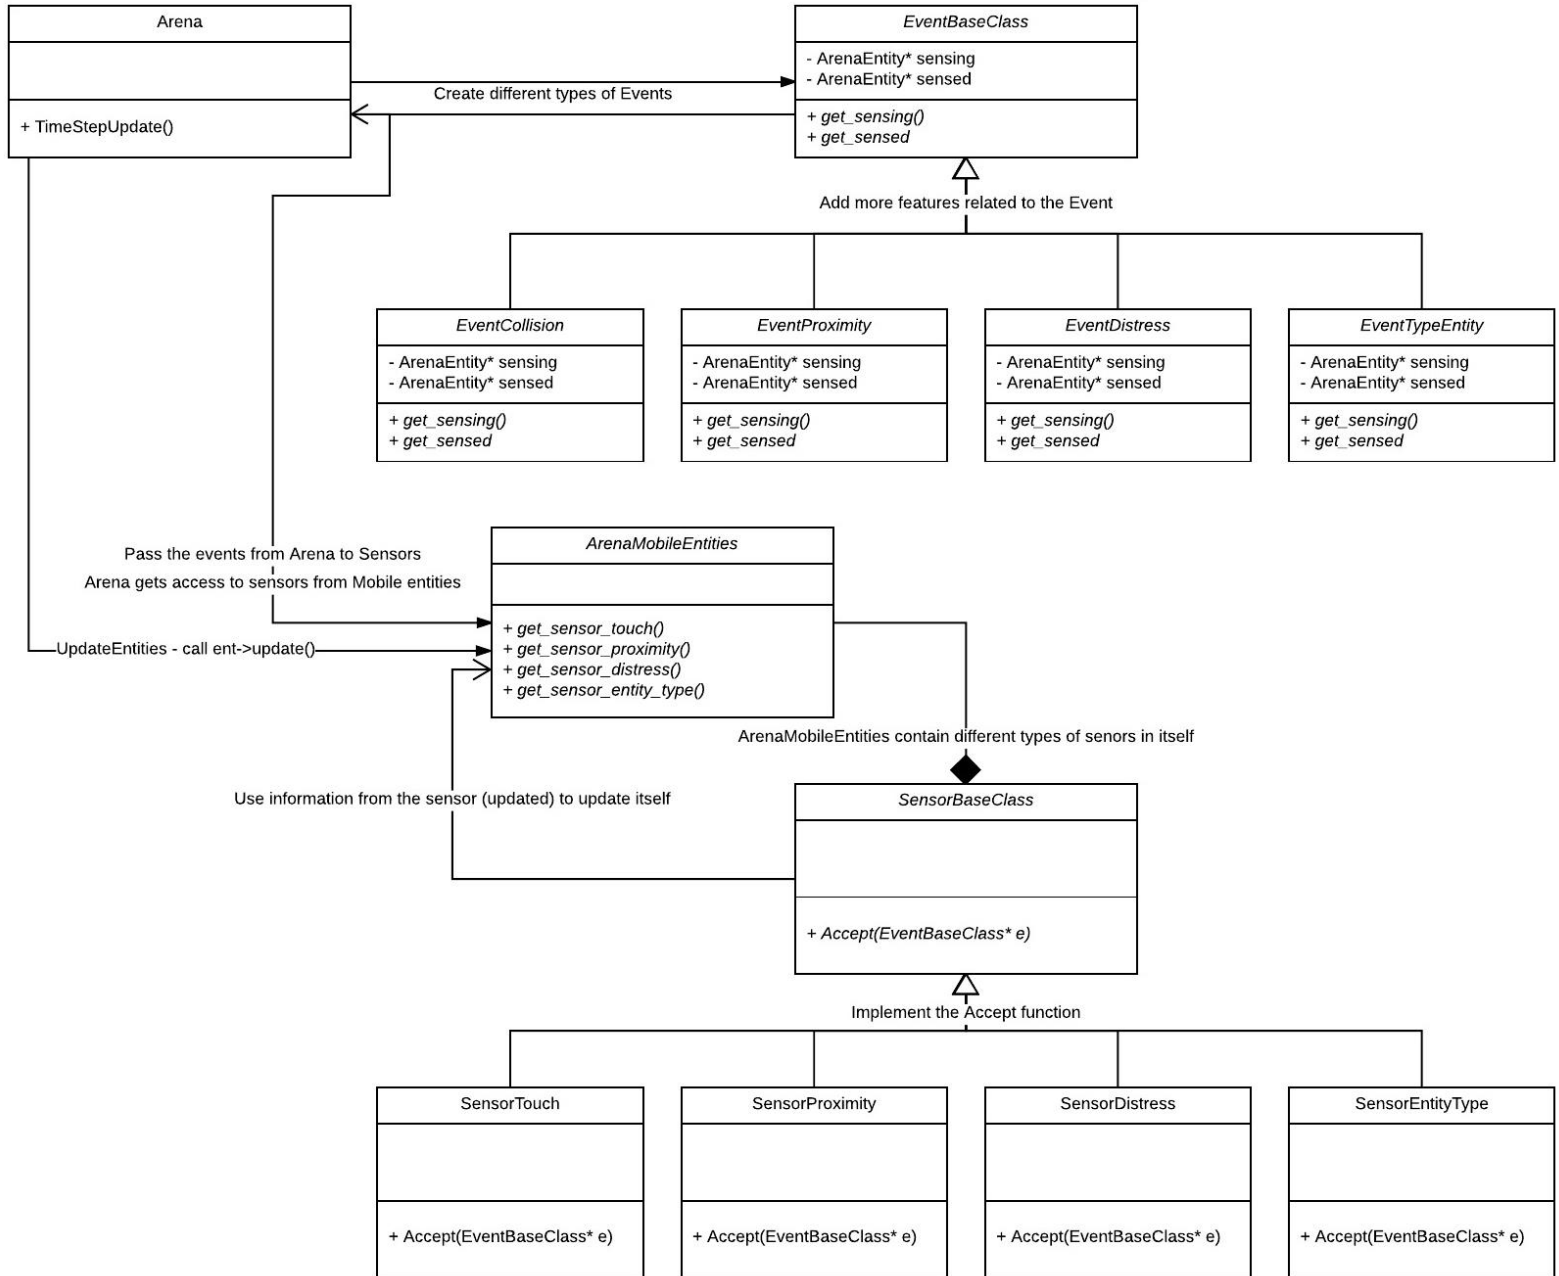 Arena
+ TimeStepUpdate()
EventBaseClass
- ArenaEntity* sensing
- ArenaEntity* sensed
+ get_sensing()
+ get_sensed
Create different types of Events
Add more features related to the Event
EventCollision
- ArenaEntity* sensing
- ArenaEntity* sensed
+ get_sensing()
+ get_sensed
EventProximity
- ArenaEntity* sensing
- ArenaEntity* sensed
+ get_sensing()
+ get_sensed
EventDistress
- ArenaEntity* sensing
- ArenaEntity* sensed
+ get_sensing()
+ get_sensed
EventTypeEntity
- ArenaEntity* sensing
- ArenaEntity* sensed
+ get_sensing()
+ get_sensed
Pass the events from Arena to Sensors
Arena gets access to sensors from Mobile entities
UpdateEntities - call ent->update()
ArenaMobileEntities
+ get_sensor_touch()
+ get_sensor_proximity()
+ get_sensor_distress()
+ get_sensor_entity_type()
ArenaMobileEntities contain different types of senors in itself
Use information from the sensor (updated) to update itself
SensorBaseClass
+ Accept(EventBaseClass* e)
Implement the Accept function
SensorTouch
+ Accept(EventBaseClass* e)
SensorProximity
+ Accept(EventBaseClass* e)
SensorDistress
+ Accept(EventBaseClass* e)
SensorEntityType
+ Accept(EventBaseClass* e)